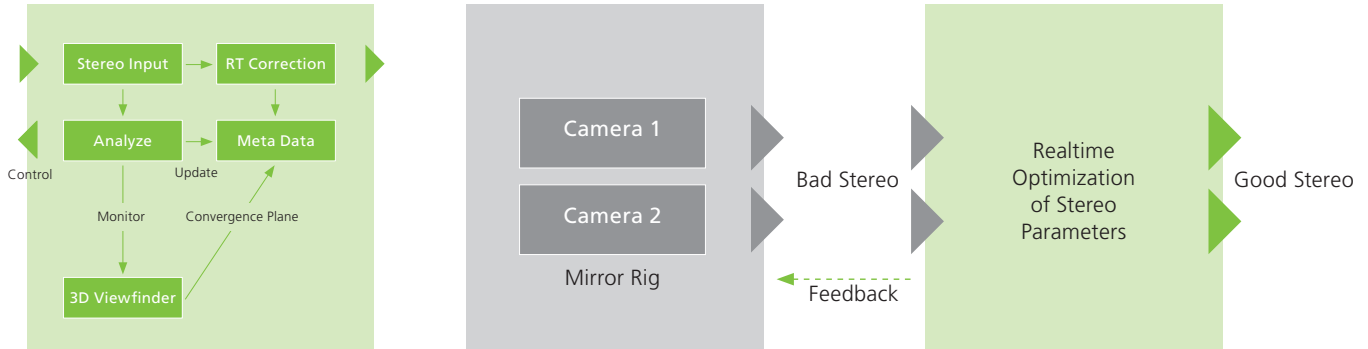 Stereo Input
RT Correction
Analyze
Meta Data
Control
Update
Monitor
Convergence Plane
3D Viewfinder
Camera 1
Camera 2
Mirror Rig
Bad Stereo
Feedback
Realtime
Optimization
of Stereo
Parameters
Good Stereo